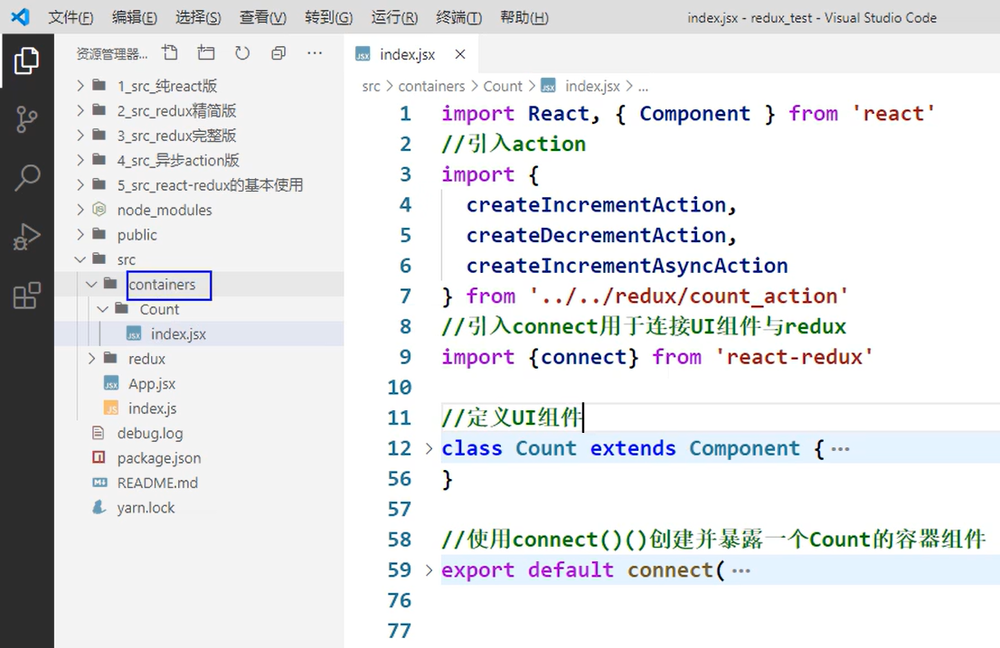 文件(F) 编辑(E) 选择(S) 查看(V) 转到(G) 运行(R) 终端(T) 帮助(H) index.jsx - redux_test - Visual Studio Code
资源管理器...
1_src_纯react版
2_src_redux精简版
3_src_redux完整版
4_src_异步action版
5_src_react-redux的基本使用
node_modules
public
src
containers
Count
JSX index.jsx
redux
JSX App.jsx
JS index.js
debug.log
package.json
README.md
yarn.lock
JSX index.jsx
src > containers > Count > JSX index.jsx > ...
1 import React, { Component } from 'react'
2 //引入action
3 import {
4 createIncrementAction,
5 createDecrementAction,
6 createIncrementAsyncAction
7 } from '../../redux/count_action'
8 //引入connect用于连接UI组件与redux
9 import {connect} from 'react-redux'
10
11 //定义UI组件
12 class Count extends Component { ···
56 }
57
58 //使用connect()()创建并暴露一个Count的容器组件
59 export default connect( ···
76
77